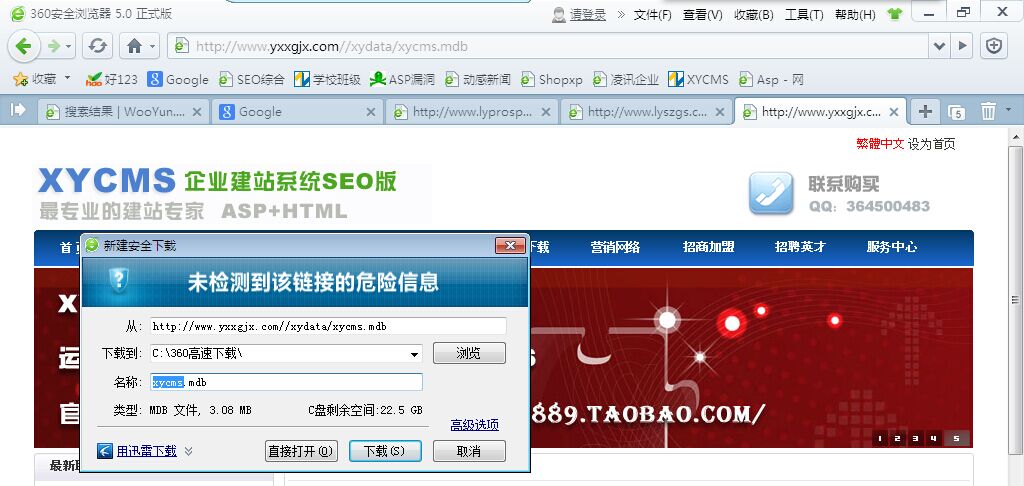 360安全浏览器 5.0 正式版 请登录 » 文件(F) 查看(V) 收藏(B) 工具(T) 帮助(H)
http://www.yxxgjx.com//xydata/xycms.mdb
收藏 好123 Google SEO综合 学校班级 ASP漏洞 动感新闻 Shopxp 凌讯企业 XYCMS Asp - 网
搜索结果 | WooYun.... Google http://www.lyprosp... http://www.lyszgs.c... http://www.yxxgjx.c... 5
繁體中文 设为首页
XYCMS 企业建站系统SEO版
最专业的建站专家 ASP+HTML
联系购买
QQ: 364500483
首 下载 营销网络 招商加盟 招聘英才 服务中心
新建安全下载
未检测到该链接的危险信息
从: http://www.yxxgjx.com//xydata/xycms.mdb
下载到: C:\360高速下载\ 浏览
名称: xycms.mdb
类型: MDB 文件, 3.08 MB C盘剩余空间:22.5 GB
高级选项
用迅雷下载 直接打开(O) 下载(S) 取消
X
运
官
889.TAOBAO.COM/
1 2 3 4 5
最新